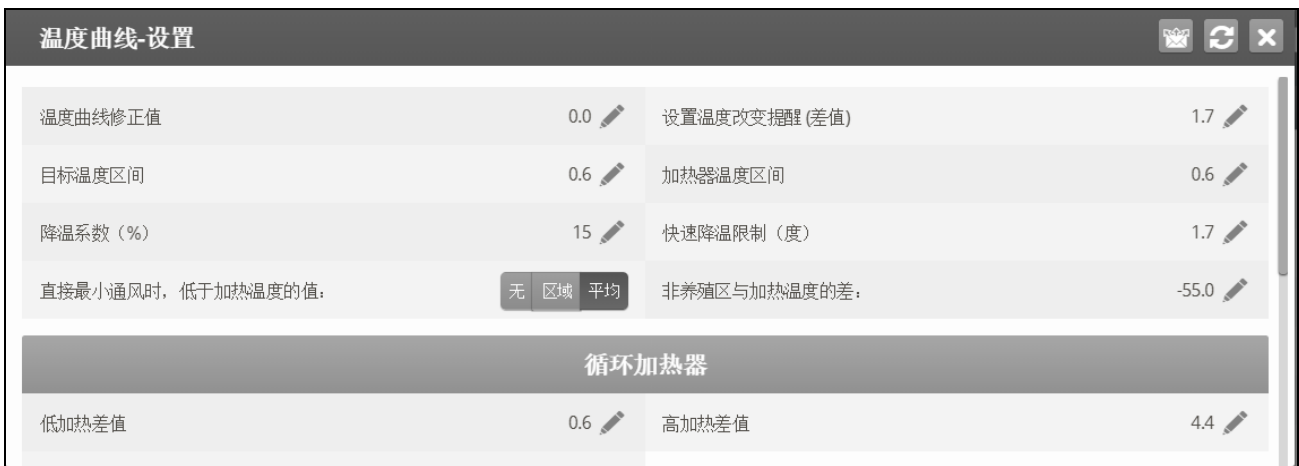 温度曲线-设置
温度曲线修正值 0.0 设置温度改变提醒 (差值) 1.7
目标温度区间 0.6 加热器温度区间 0.6
降温系数（%） 15 快速降温限制（度） 1.7
直接最小通风时，低于加热温度的值： 无 区域 平均 非养殖区与加热温度的差： -55.0
循环加热器
低加热差值 0.6 高加热差值 4.4